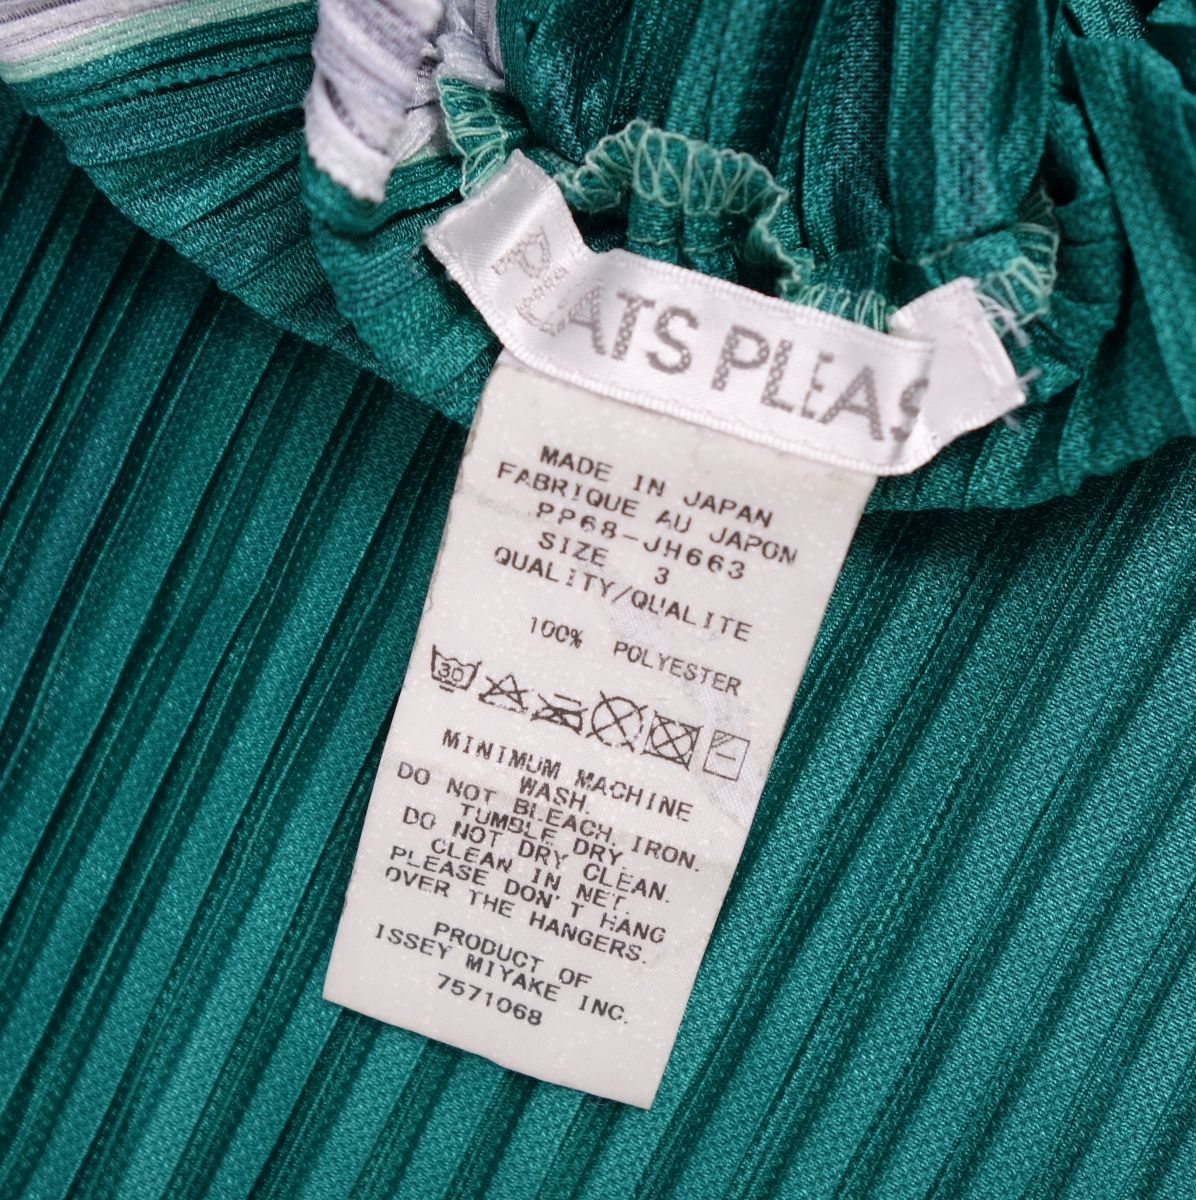 PLEATS PLEAS
MADE IN JAPAN
FABRIQUE AU JAPON
PP68-JH663
SIZE 3
QUALITY/QUALITE
100% POLYESTER
30
MINIMUM MACHINE
WASH.
DO NOT BLEACH, IRON.
TUMBLE DRY.
DO NOT DRY CLEAN.
CLEAN IN NET.
PLEASE DON'T HANG
OVER THE HANGERS.
PRODUCT OF
ISSEY MIYAKE INC.
7571068